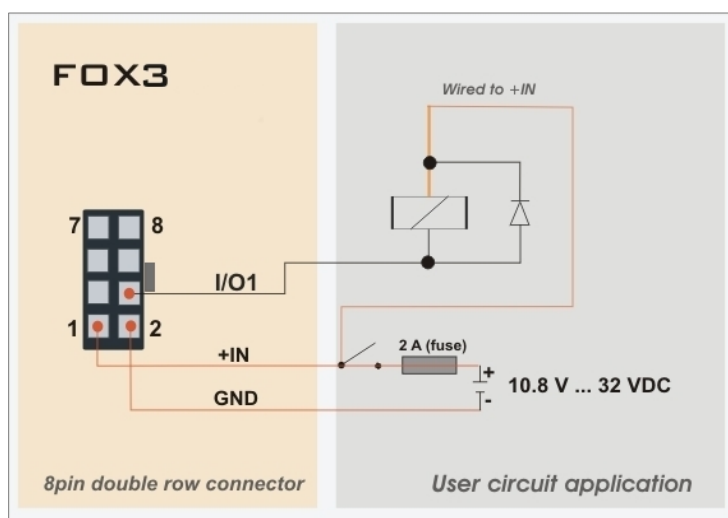 FOX3
Wired to +IN
7 8
I/O1
1 2
2 A (fuse)
+IN
+
10.8 V ... 32 VDC
GND
-
8pin double row connector
User circuit application